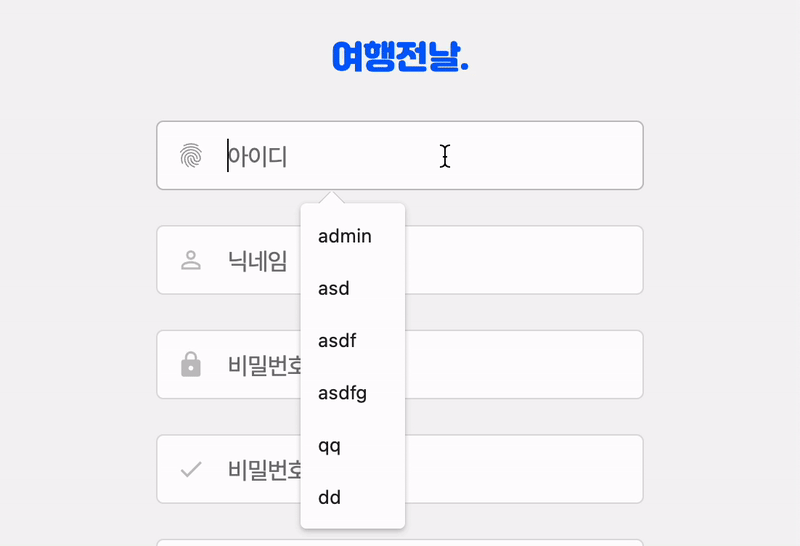 여행전날.
아이디
닉네임
비밀번호
비밀번호
admin
asd
asdf
asdfg
qq
dd